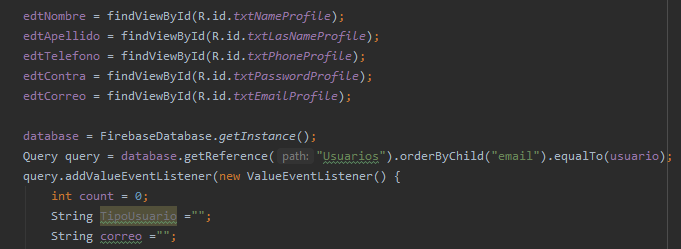 edtNombre = findViewById(R.id.txtNameProfile);
edtApellido = findViewById(R.id.txtLasNameProfile);
edtTelefono = findViewById(R.id.txtPhoneProfile);
edtContra = findViewById(R.id.txtPasswordProfile);
edtCorreo = findViewById(R.id.txtEmailProfile);
database = FirebaseDatabase.getInstance();
Query query = database.getReference( path: "Usuarios").orderByChild("email").equalTo(usuario);
query.addValueEventListener(new ValueEventListener() {
int count = 0;
String TipoUsuario ="";
String correo ="";